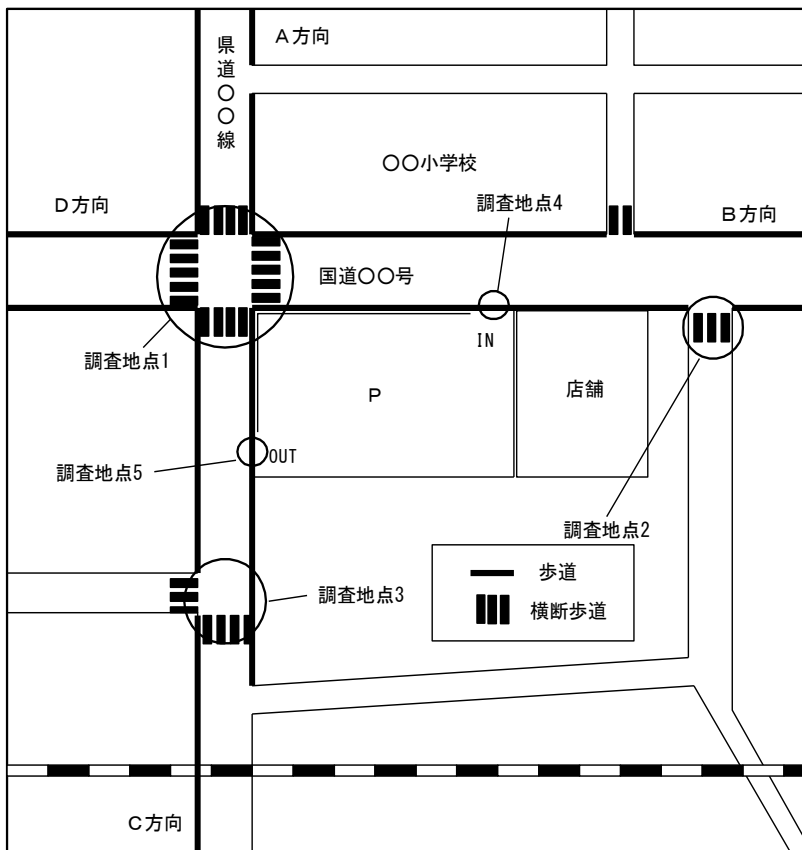 A方向
県道〇〇線
〇〇小学校
調査地点4
D方向
B方向
国道〇〇号
調査地点1
IN
P
店舗
OUT
調査地点5
調査地点2
歩道
調査地点3
横断歩道
C方向